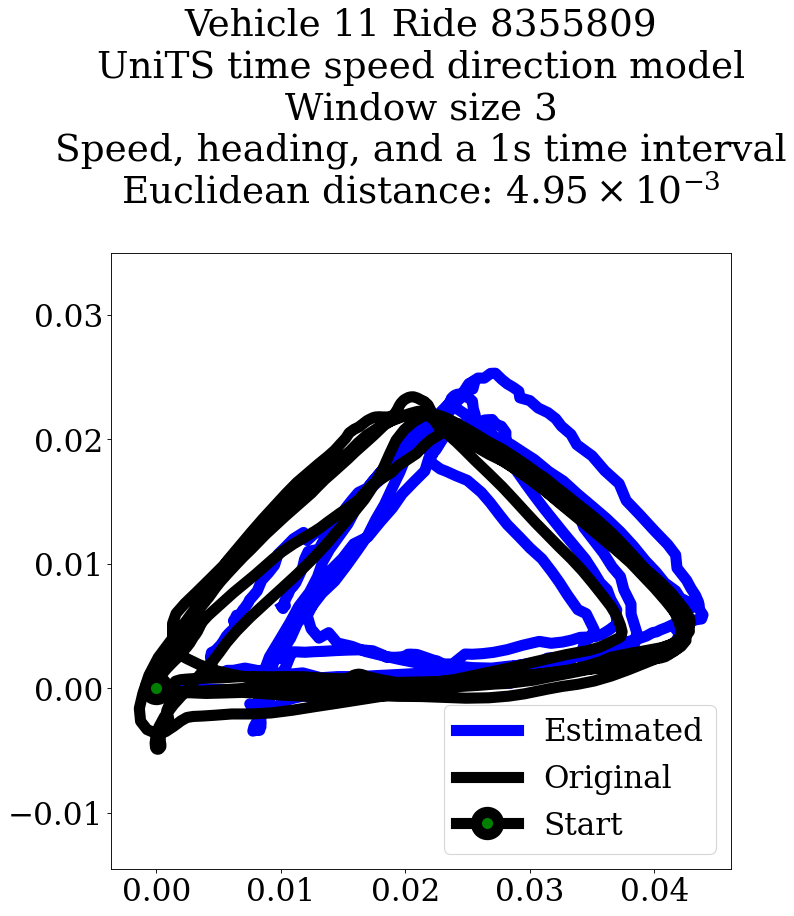 Vehicle 11 Ride 8355809
UniTS time speed direction model
Window size 3
Speed, heading, and a 1s time interval
Euclidean distance: 4.95 × 10⁻³
0.03
0.02
0.01
0.00
−0.01
Estimated
Original
Start
0.00 0.01 0.02 0.03 0.04